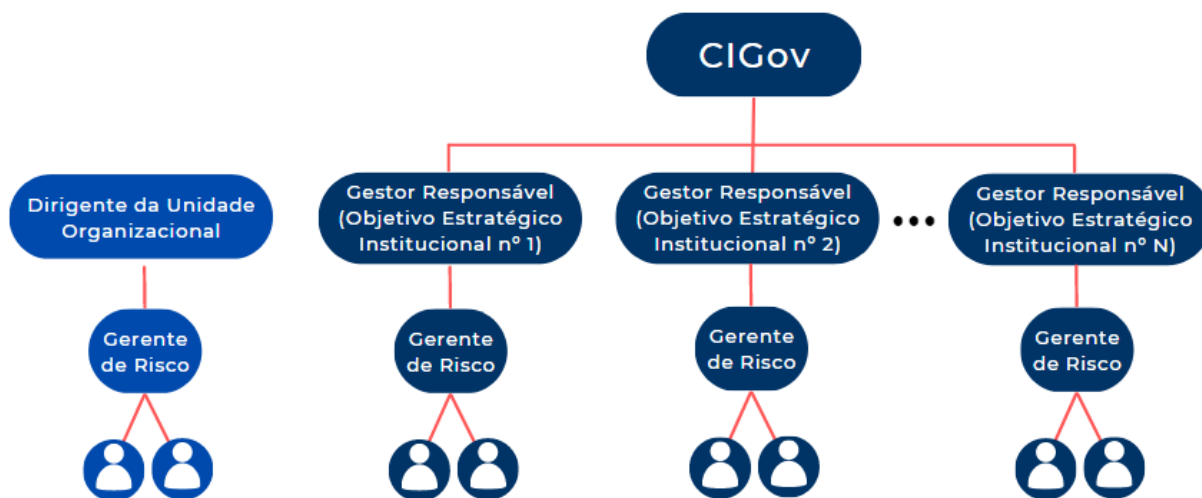 CIGov
Dirigente da Unidade
Organizacional
Gestor Responsável
(Objetivo Estratégico
Institucional nº 1)
Gestor Responsável
(Objetivo Estratégico
Institucional nº 2)
•••
Gestor Responsável
(Objetivo Estratégico
Institucional nº N)
Gerente
de Risco
Gerente
de Risco
Gerente
de Risco
Gerente
de Risco